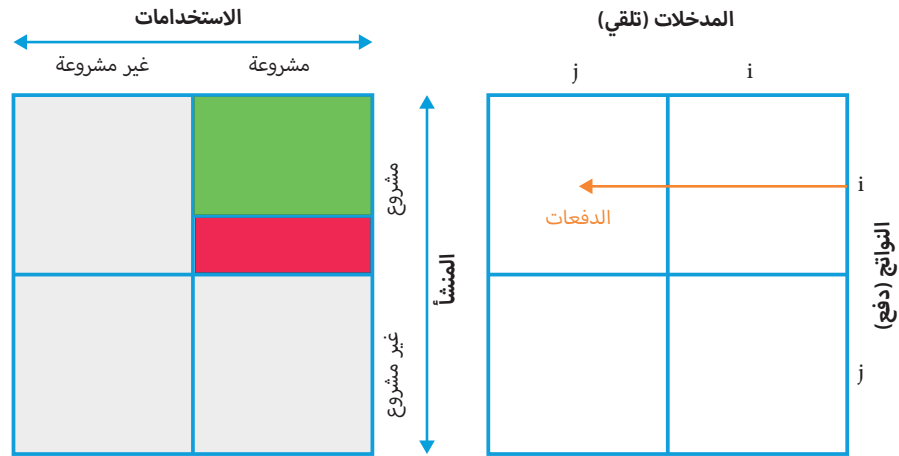 المدخلات (تلقي)
i
j
i
الدفعات
النواتج (دفع)
j
الاستخدامات
مشروعة
غير مشروعة
مشروع
المنشأ
غير مشروع